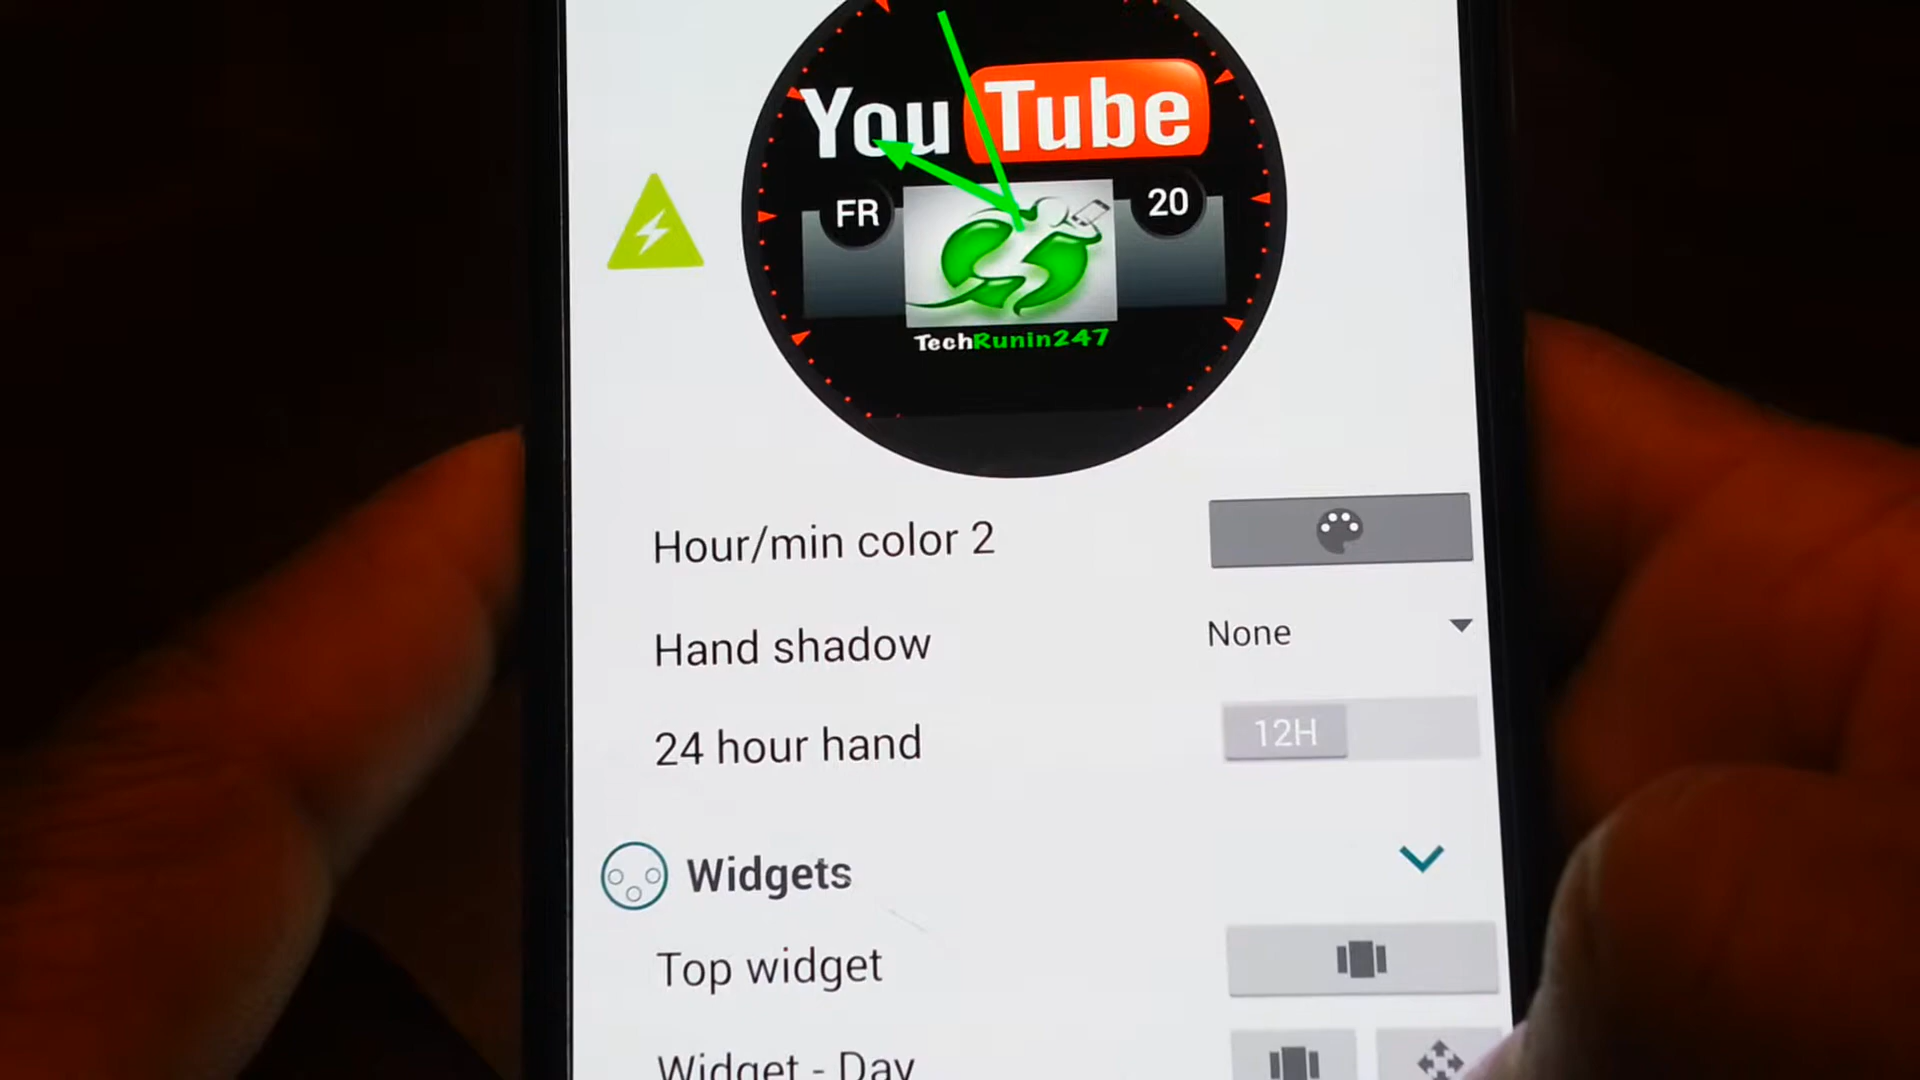 YouTube
FR
20
TechRunin247
Hour/min color 2
Hand shadow
None
24 hour hand
12H
Widgets
Top widget
Widget - Day